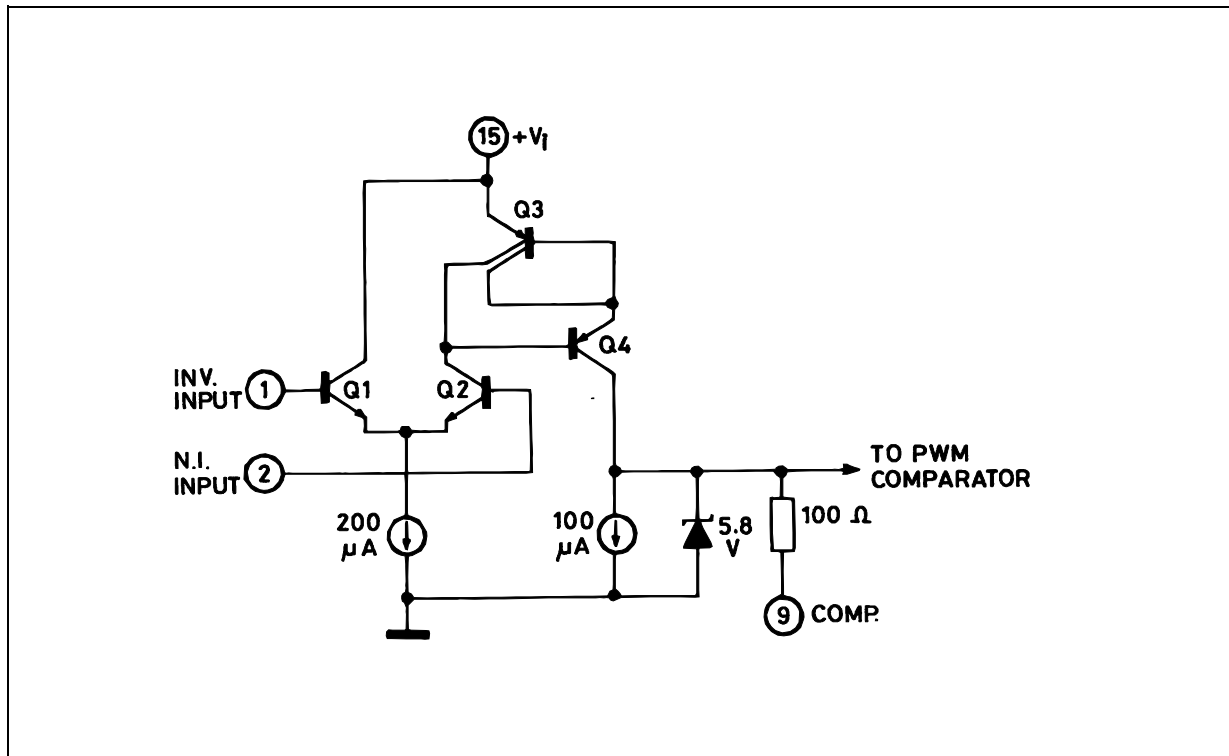 15 +Vi
Q3
Q4
INV.
INPUT 1
Q1
Q2
N.I.
INPUT 2
TO PWM
COMPARATOR
200
µA
100
µA
5.8
V
100 Ω
9 COMP.